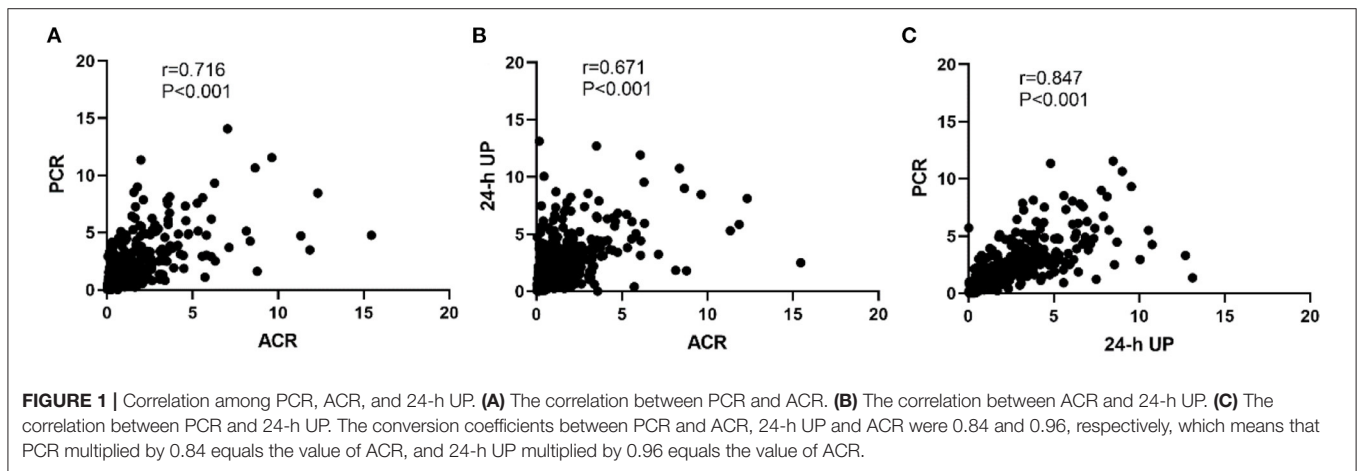 A
20
15
10
5
0
PCR
r=0.716
P<0.001
0 5 10 15 20
ACR
B
20
15
10
5
0
24-h UP
r=0.671
P<0.001
0 5 10 15 20
ACR
C
20
15
10
5
0
PCR
r=0.847
P<0.001
0 5 10 15 20
24-h UP
FIGURE 1 | Correlation among PCR, ACR, and 24-h UP. (A) The correlation between PCR and ACR. (B) The correlation between ACR and 24-h UP. (C) The
correlation between PCR and 24-h UP. The conversion coefficients between PCR and ACR, 24-h UP and ACR were 0.84 and 0.96, respectively, which means that
PCR multiplied by 0.84 equals the value of ACR, and 24-h UP multiplied by 0.96 equals the value of ACR.